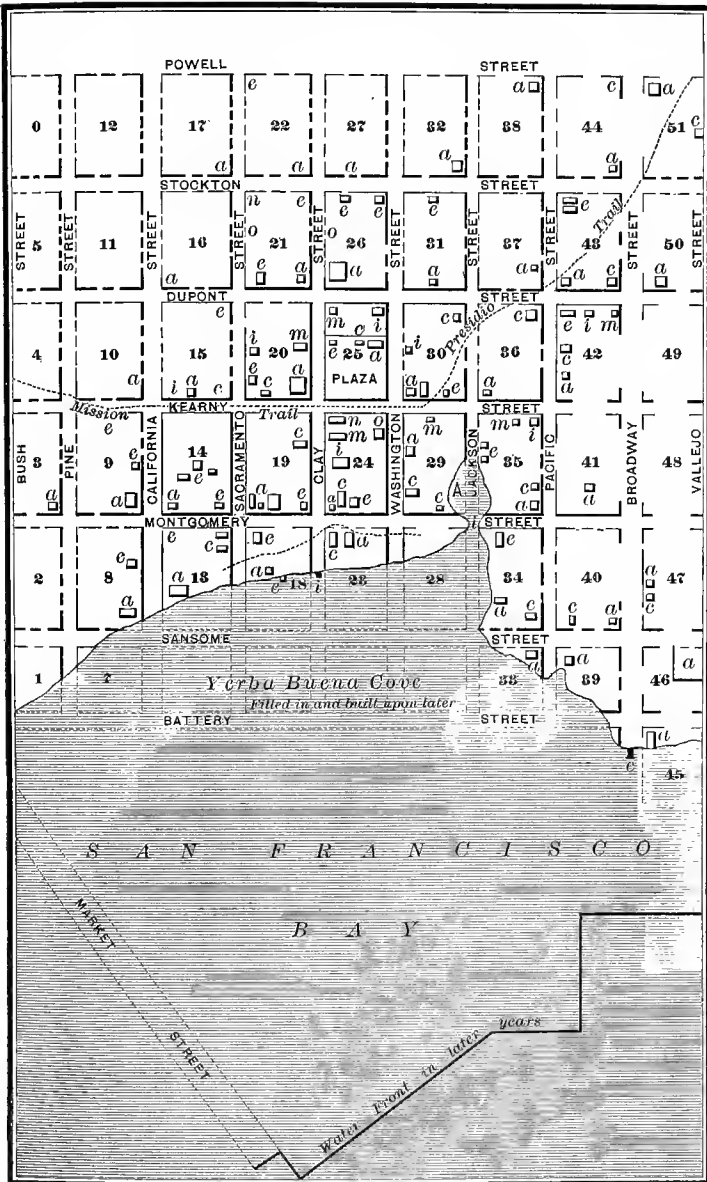 POWELL STREET
e a c a
0 12 17 22 27 32 38 44 51 c
a a a a a
STOCKTON STREET
n e e e e e
STREET STREET STREET STREET STREET STREET STREET STREET STREET STREET
o o
5 11 16 21 26 31 37 43 50
Trail
a e a a a a a c a
DUPONT STREET
e m c i c c e i m
Presidio
i m
4 10 15 20 25 30 36 42 49
e e a i c
a i a c e c a PLAZA a e a a
Mission KEARNY Trail STREET
e c n o m m i
m a
14 i e
BUSH 3 PINE 9 CALIFORNIA SACRAMENTO 19 CLAY 24 WASHINGTON 29 A JACKSON 35 PACIFIC 41 BROADWAY 48 VALLEJO
e e c a
a a a e a e a c e c c a
MONTGOMERY i STREET
e e a e
e c c
2 8 13 18 23 28 34 40 47
a a a e i a c c a a c
SANSOME STREET
a a a
1 7 33 39 46
Yerba Buena Cove
Filled in and built upon later
BATTERY STREET
a
c
45
SAN FRANCISCO
BAY
MARKET
STREET
Water Front in later years